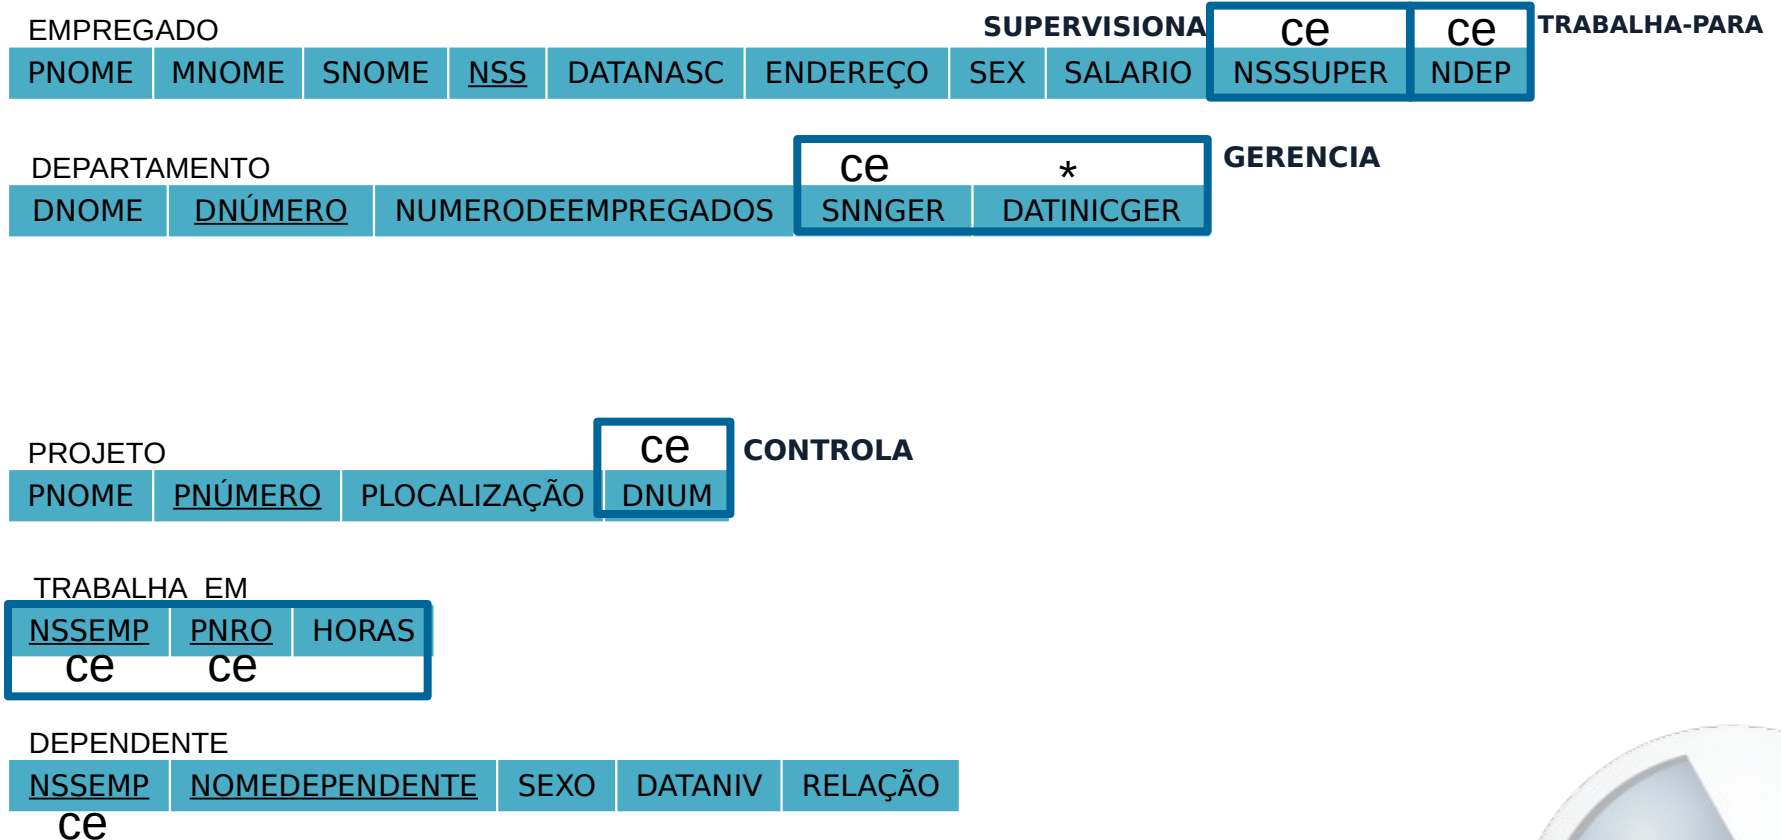 EMPREGADO SUPERVISIONA ce ce TRABALHA-PARA
PNOME MNOME SNOME NSS DATANASC ENDEREÇO SEX SALARIO NSSSUPER NDEP
DEPARTAMENTO ce * GERENCIA
DNOME DNÚMERO NUMERODEEMPREGADOS SNNGER DATINICGER
PROJETO ce CONTROLA
PNOME PNÚMERO PLOCALIZAÇÃO DNUM
TRABALHA EM
NSSEMP PNRO HORAS
ce ce
DEPENDENTE
NSSEMP NOMEDEPENDENTE SEXO DATANIV RELAÇÃO
ce